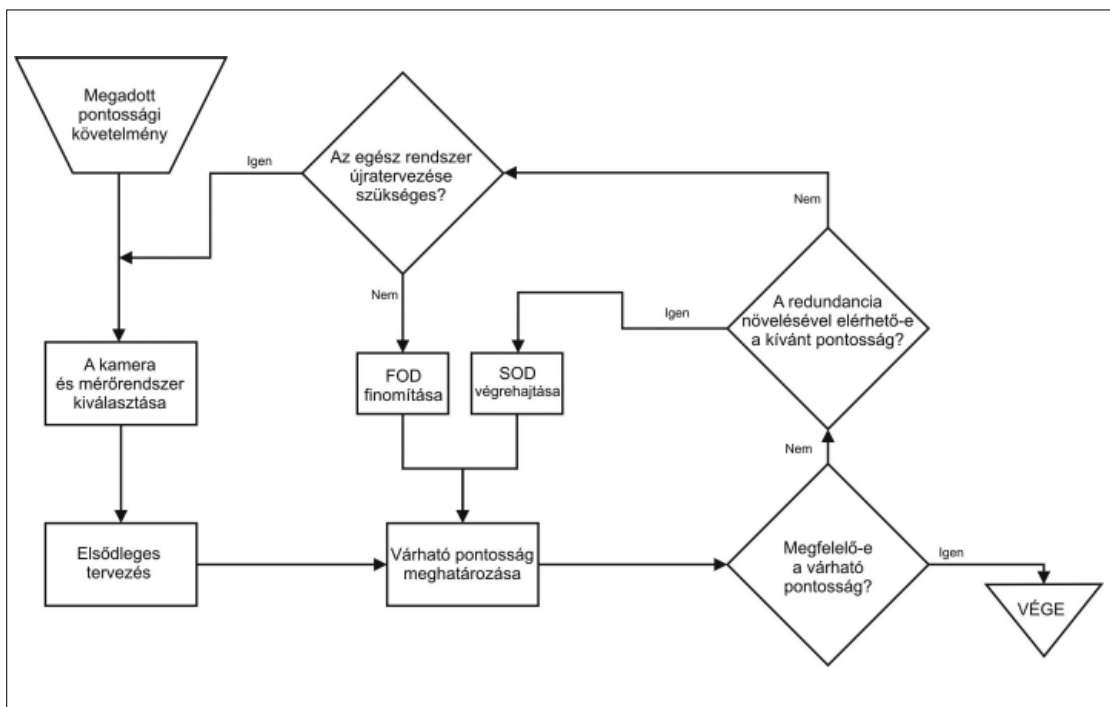 Megadott
pontossági
követelmény
Igen
Az egész rendszer
újratervezése
szükséges?
Nem
Nem
A redundancia
növelésével elérhető-e
a kívánt pontosság?
Igen
A kamera
és mérőrendszer
kiválasztása
FOD
finomítása
SOD
végrehajtása
Nem
Elsődleges
tervezés
Várható pontosság
meghatározása
Megfelelő-e
a várható
pontosság?
Igen
VÉGE